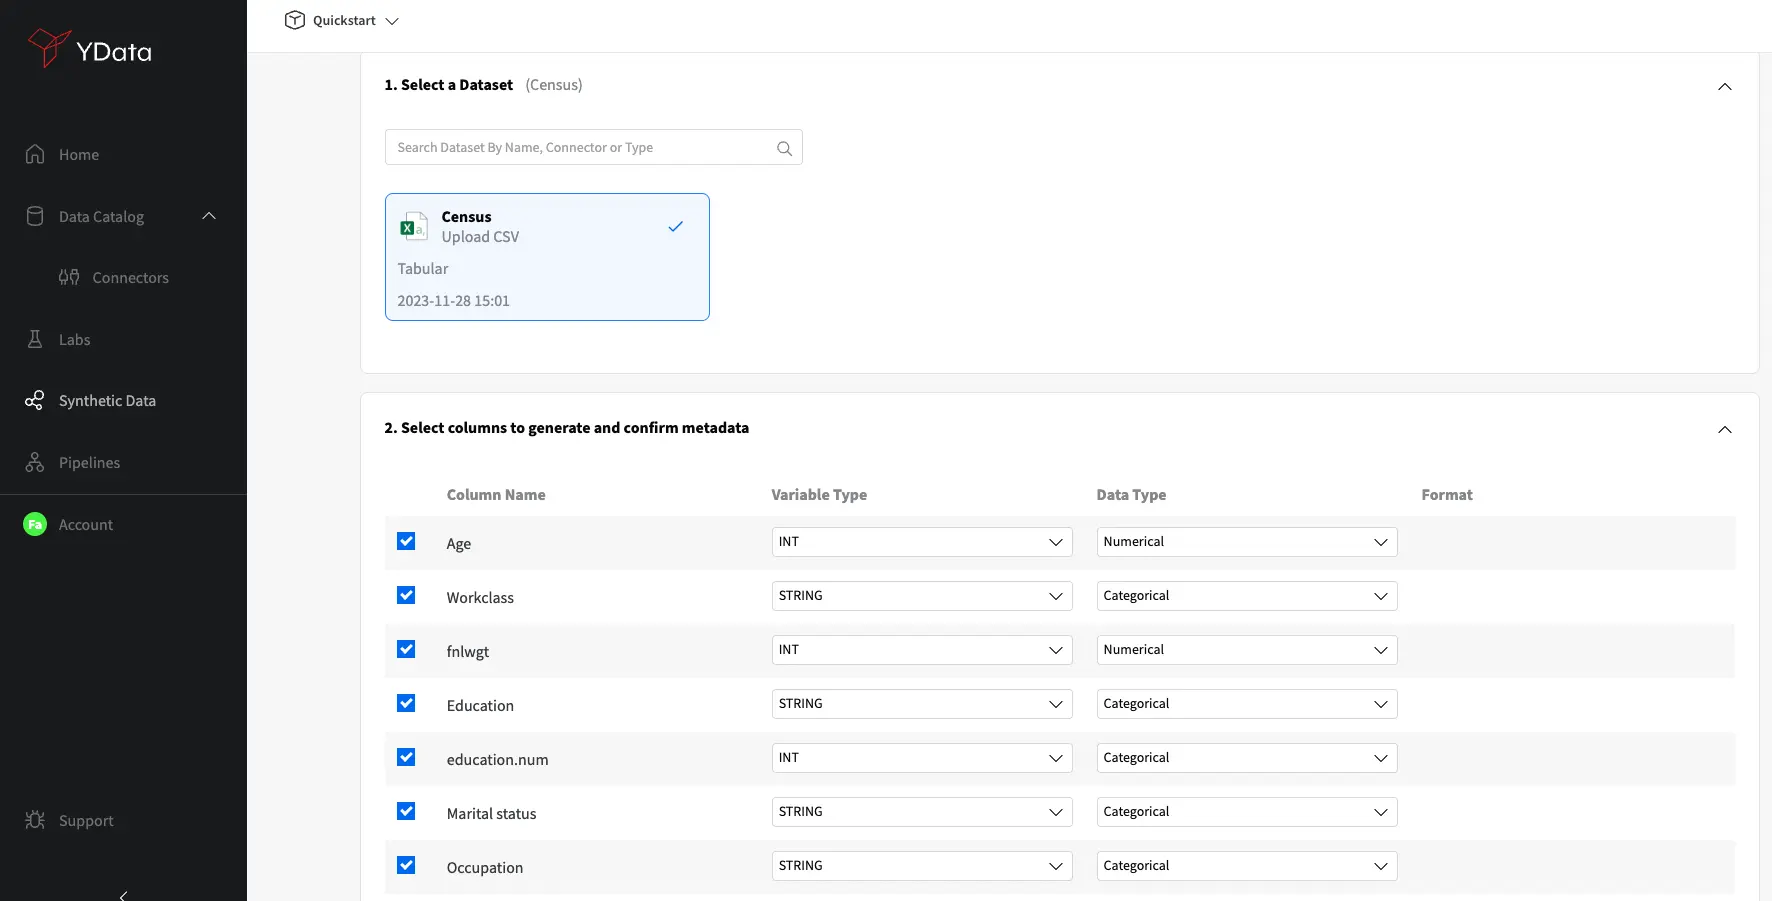 YData
Quickstart
Home
Data Catalog
Connectors
Labs
Synthetic Data
Pipelines
Fa Account
Support
1. Select a Dataset (Census)
Search Dataset By Name, Connector or Type
Census
Upload CSV
Tabular
2023-11-28 15:01
2. Select columns to generate and confirm metadata
Column Name Variable Type Data Type Format
Age INT Numerical
Workclass STRING Categorical
fnlwgt INT Numerical
Education STRING Categorical
education.num INT Categorical
Marital status STRING Categorical
Occupation STRING Categorical